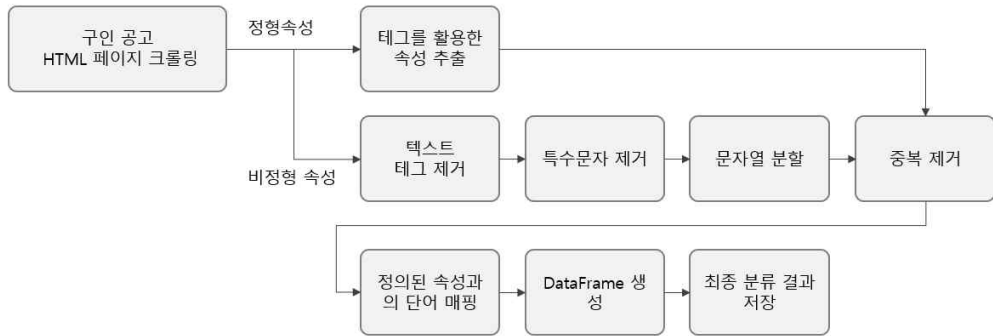 구인 공고
HTML 페이지 크롤링
정형속성
테그를 활용한
속성 추출
비정형 속성
텍스트
테그 제거
특수문자 제거
문자열 분할
중복 제거
정의된 속성과
의 단어 매핑
DataFrame 생
성
최종 분류 결과
저장